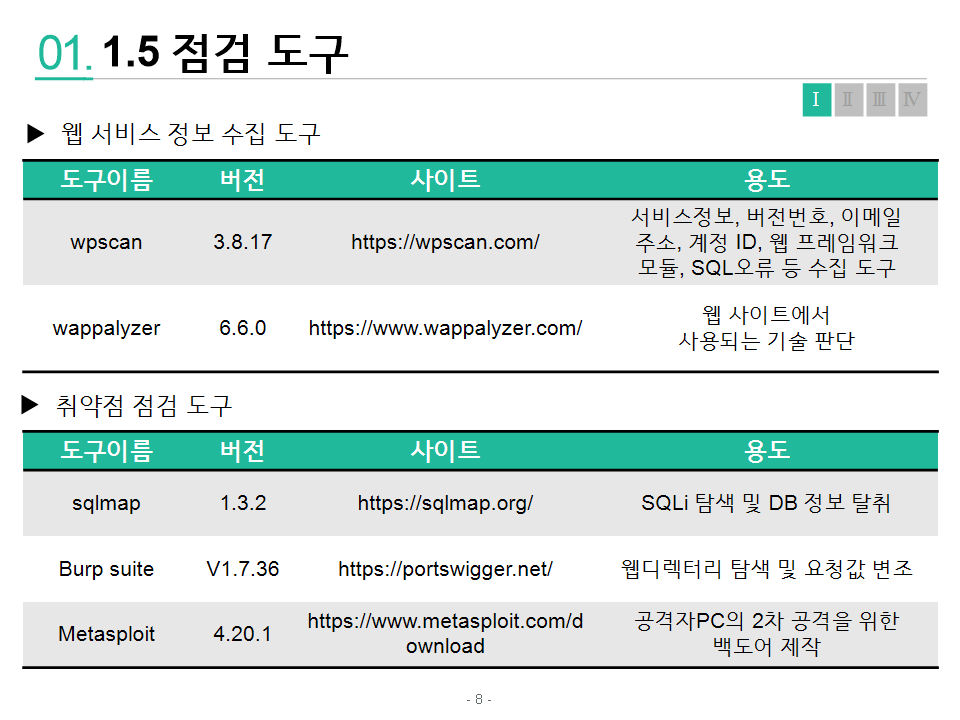 01. 1.5 점검 도구
Ⅰ Ⅱ Ⅲ Ⅳ
▶ 웹 서비스 정보 수집 도구
도구이름 버전 사이트 용도
wpscan 3.8.17 https://wpscan.com/ 서비스정보, 버전번호, 이메일
주소, 계정 ID, 웹 프레임워크
모듈, SQL오류 등 수집 도구
wappalyzer 6.6.0 https://www.wappalyzer.com/ 웹 사이트에서
사용되는 기술 판단
▶ 취약점 점검 도구
도구이름 버전 사이트 용도
sqlmap 1.3.2 https://sqlmap.org/ SQLi 탐색 및 DB 정보 탈취
Burp suite V1.7.36 https://portswigger.net/ 웹디렉터리 탐색 및 요청값 변조
Metasploit 4.20.1 https://www.metasploit.com/d
ownload 공격자PC의 2차 공격을 위한
백도어 제작
- 8 -